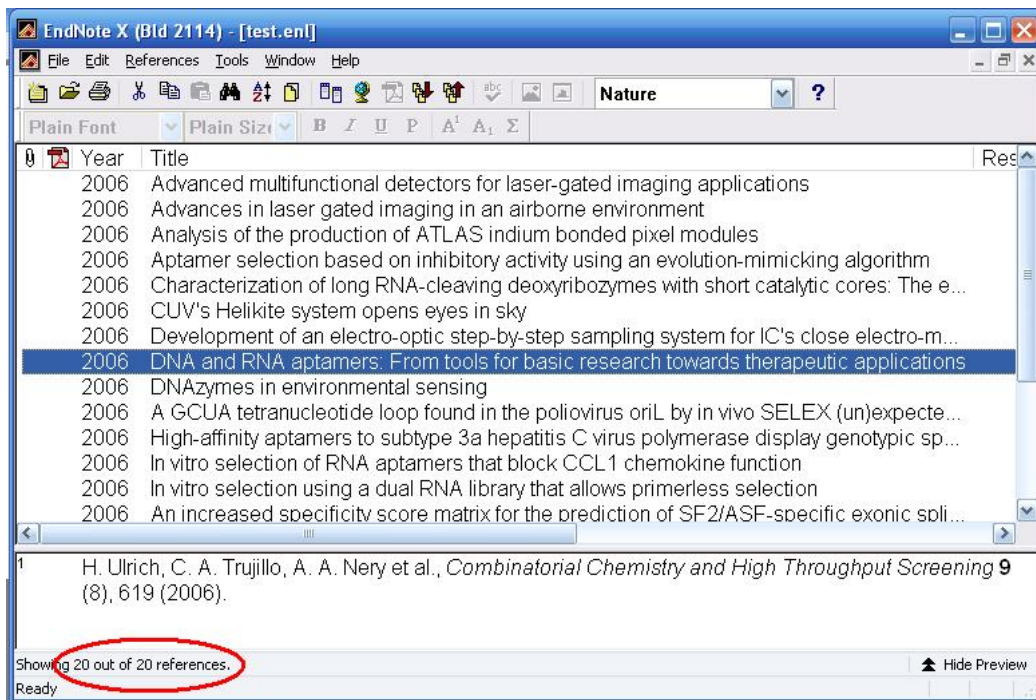 EndNote X (Bld 2114) - [test.enl]
File Edit References Tools Window Help
abc Nature ?
Plain Font Plain Size B I U P A¹ A₁ Σ
Year Title Res
2006 Advanced multifunctional detectors for laser-gated imaging applications
2006 Advances in laser gated imaging in an airborne environment
2006 Analysis of the production of ATLAS indium bonded pixel modules
2006 Aptamer selection based on inhibitory activity using an evolution-mimicking algorithm
2006 Characterization of long RNA-cleaving deoxyribozymes with short catalytic cores: The e...
2006 CUV's Helikite system opens eyes in sky
2006 Development of an electro-optic step-by-step sampling system for IC's close electro-m...
2006 DNA and RNA aptamers: From tools for basic research towards therapeutic applications
2006 DNAzymes in environmental sensing
2006 A GCUA tetranucleotide loop found in the poliovirus oriL by in vivo SELEX (un)expecte...
2006 High-affinity aptamers to subtype 3a hepatitis C virus polymerase display genotypic sp...
2006 In vitro selection of RNA aptamers that block CCL1 chemokine function
2006 In vitro selection using a dual RNA library that allows primerless selection
2006 An increased specificity score matrix for the prediction of SF2/ASF-specific exonic spli...
1 H. Ulrich, C. A. Trujillo, A. A. Nery et al., Combinatorial Chemistry and High Throughput Screening 9
(8), 619 (2006).
Showing 20 out of 20 references. Hide Preview
Ready